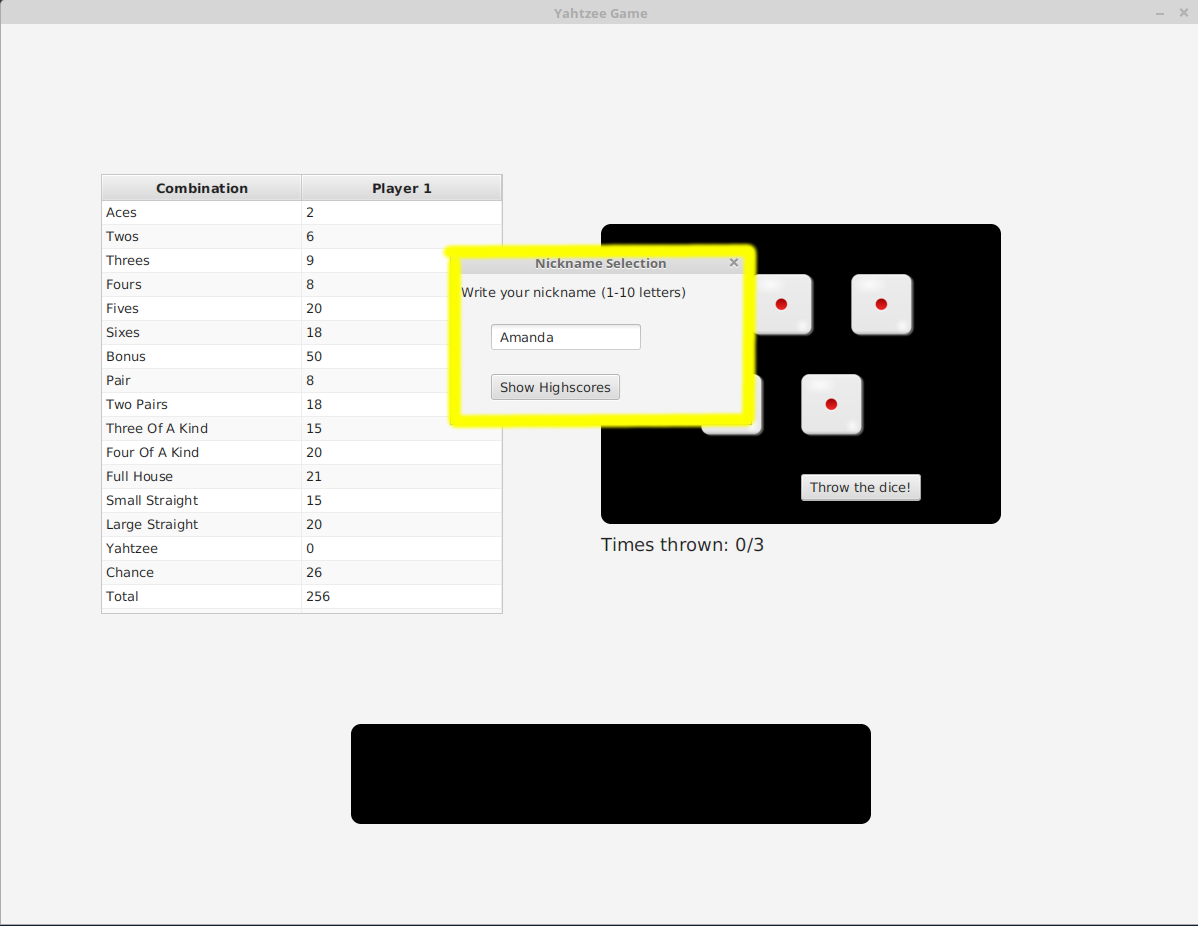 Yahtzee Game
Combination Player 1
Aces 2
Twos 6
Threes 9
Fours 8
Fives 20
Sixes 18
Bonus 50
Pair 8
Two Pairs 18
Three Of A Kind 15
Four Of A Kind 20
Full House 21
Small Straight 15
Large Straight 20
Yahtzee 0
Chance 26
Total 256
Nickname Selection
Write your nickname (1-10 letters)
Amanda
Show Highscores
Throw the dice!
Times thrown: 0/3